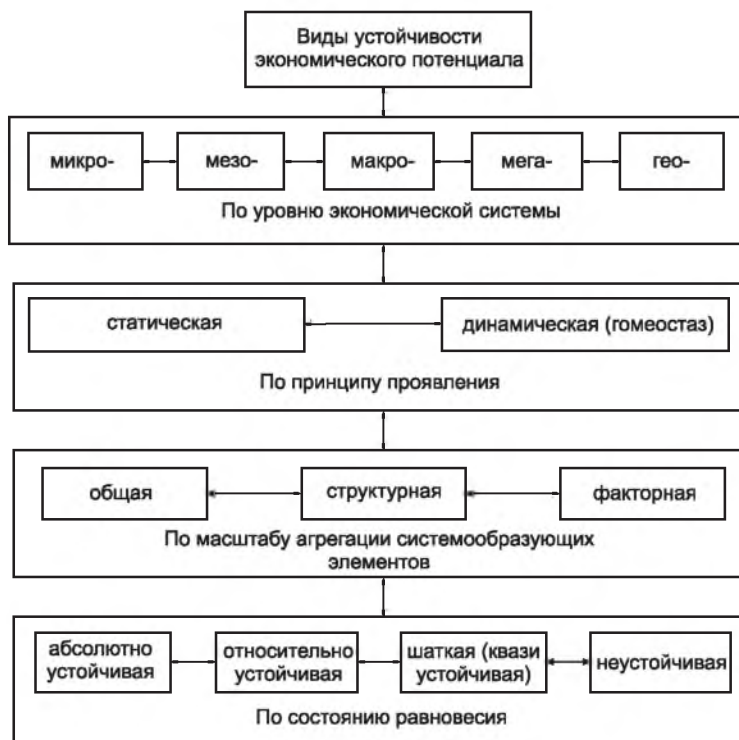 Виды устойчивости
экономического потенциала
микро-
мезо-
макро-
мега-
гео-
По уровню экономической системы
статическая
динамическая (гомеостаз)
По принципу проявления
общая
структурная
факторная
По масштабу агрегации системообразующих
элементов
абсолютно
устойчивая
относительно
устойчивая
шаткая (квази
устойчивая)
неустойчивая
По состоянию равновесия